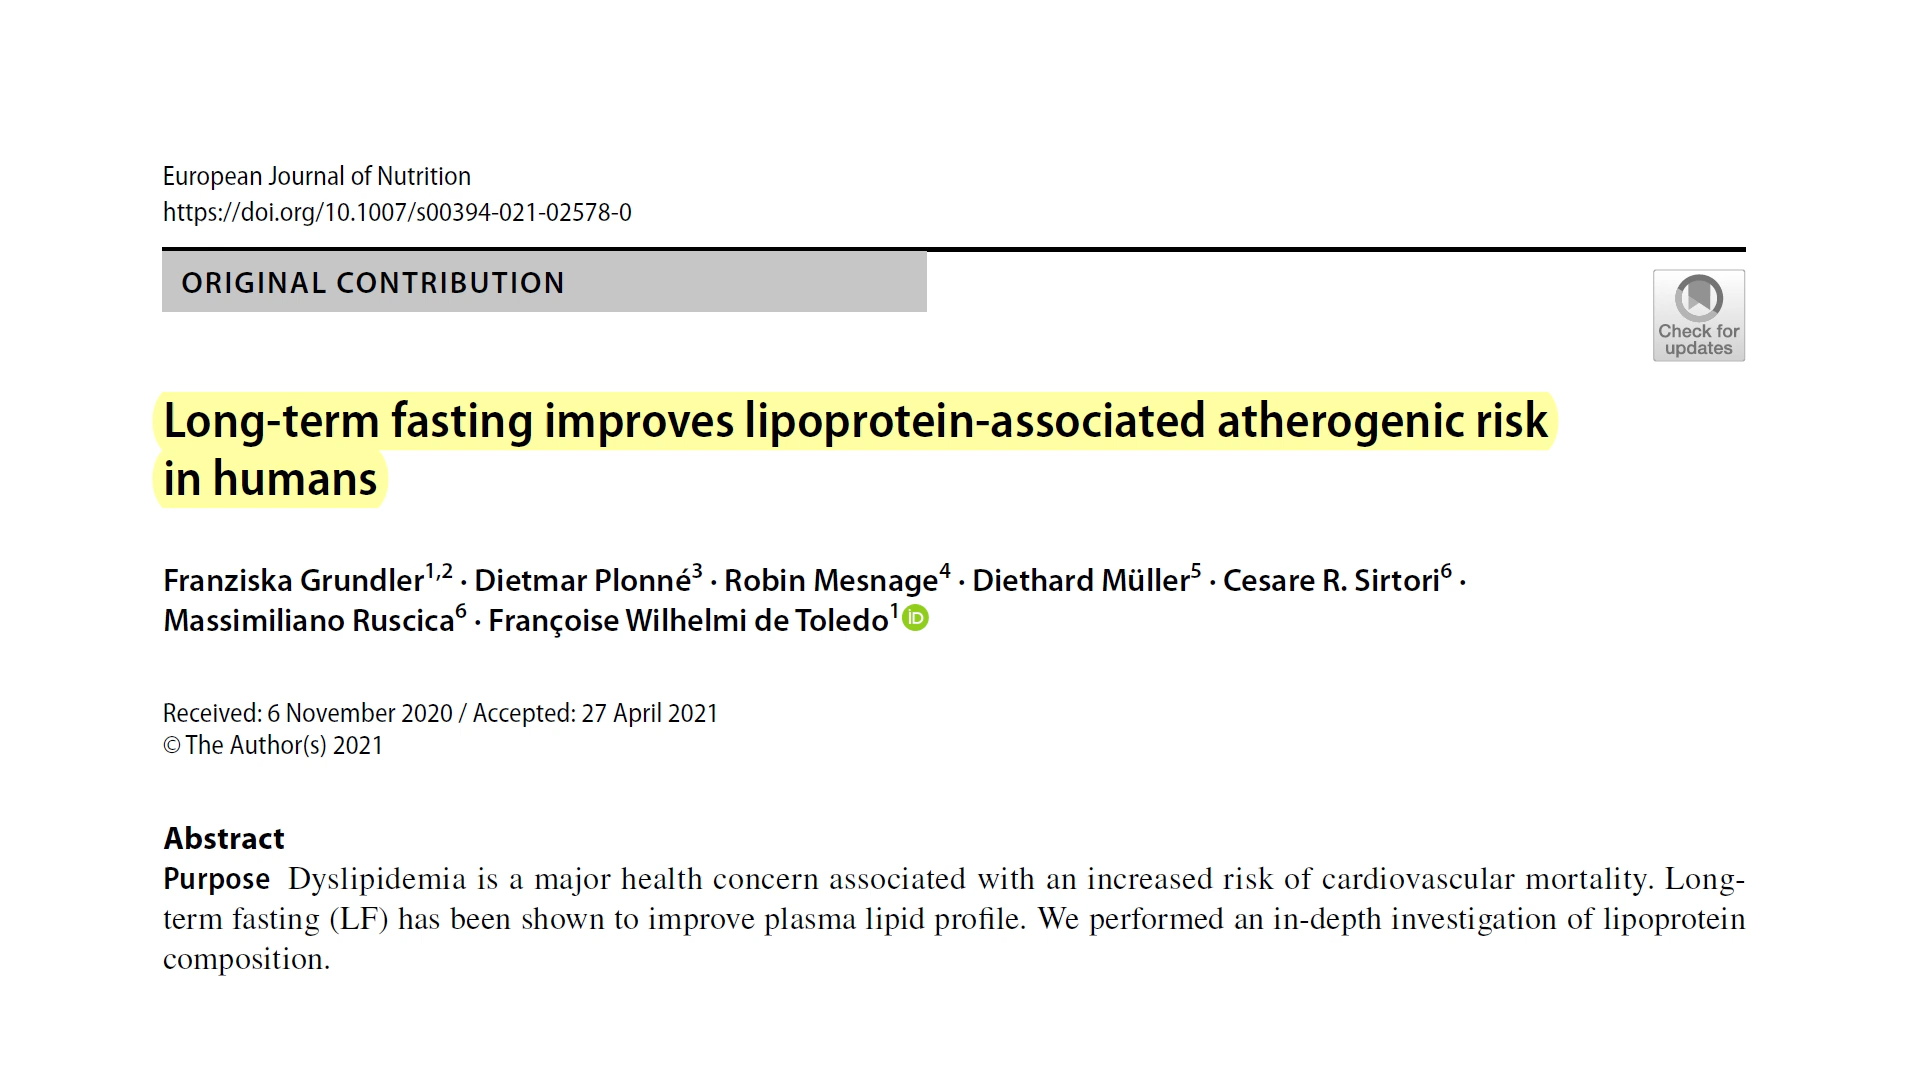 European Journal of Nutrition
https://doi.org/10.1007/s00394-021-02578-0
ORIGINAL CONTRIBUTION
Check for
updates
Long-term fasting improves lipoprotein-associated atherogenic risk
in humans
Franziska Grundler1,2 · Dietmar Plonné3 · Robin Mesnage4 · Diethard Müller5 · Cesare R. Sirtori6 ·
Massimiliano Ruscica6 · Françoise Wilhelmi de Toledo1 iD
Received: 6 November 2020 / Accepted: 27 April 2021
© The Author(s) 2021
Abstract
Purpose Dyslipidemia is a major health concern associated with an increased risk of cardiovascular mortality. Long-
term fasting (LF) has been shown to improve plasma lipid profile. We performed an in-depth investigation of lipoprotein
composition.